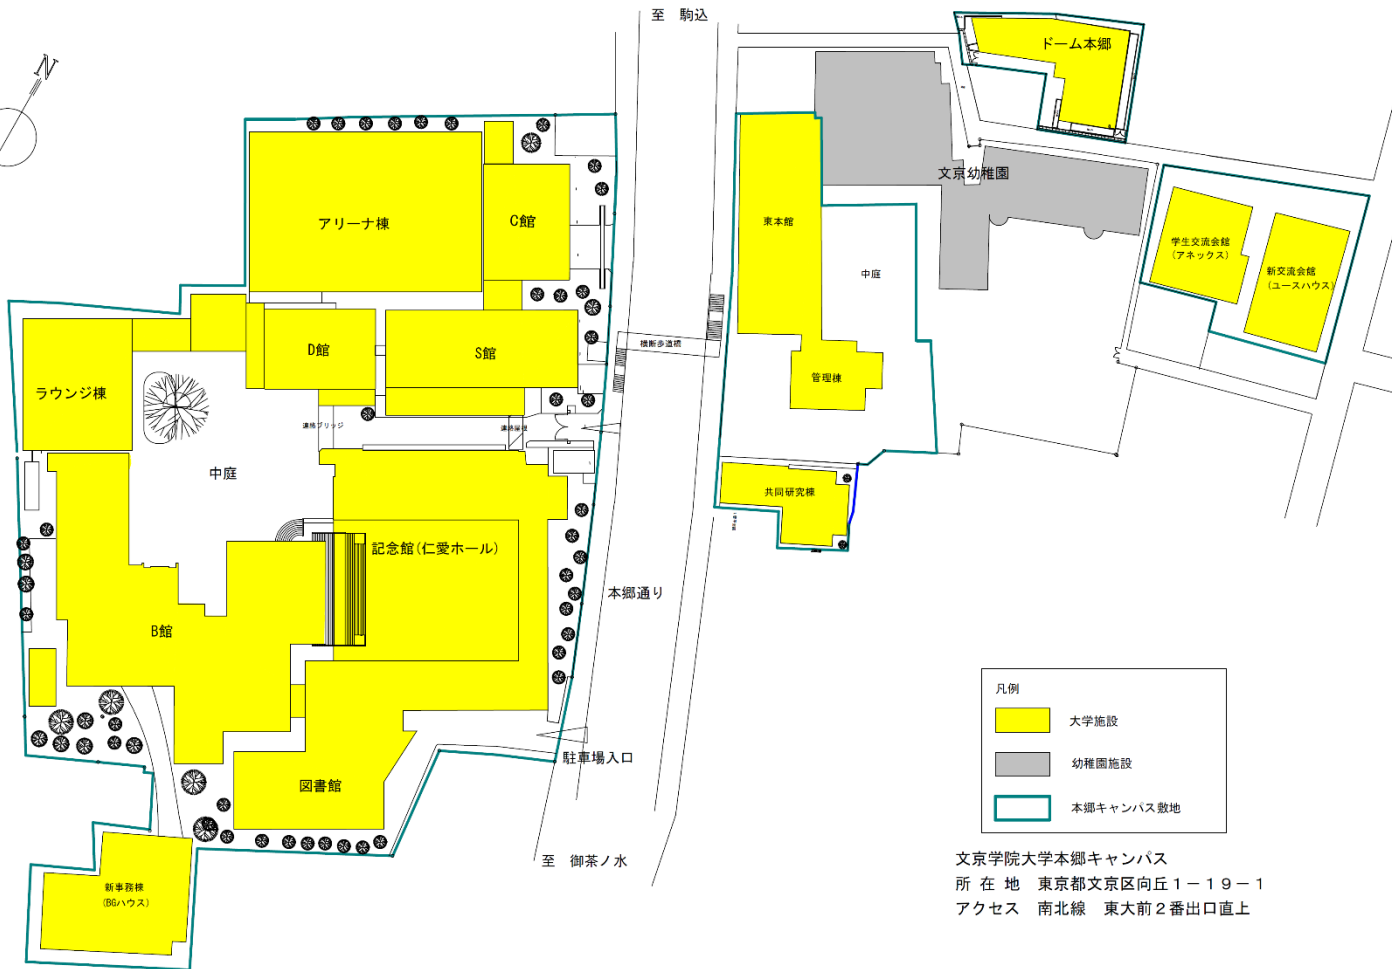 至　駒込
N
ドーム本郷
文京幼稚園
アリーナ棟
C館
東本館
中庭
学生交流会館
(アネックス)
新交流会館
(ユースハウス)
D館
S館
横断歩道橋
管理棟
ラウンジ棟
連絡ブリッジ
中庭
共同研究棟
記念館(仁愛ホール)
本郷通り
B館
凡例
大学施設
幼稚園施設
本郷キャンパス敷地
駐車場入口
図書館
至　御茶ノ水
新事務棟
(BGハウス)
文京学院大学本郷キャンパス
所 在 地　東京都文京区向丘１－１９－１
アクセス　南北線　東大前２番出口直上